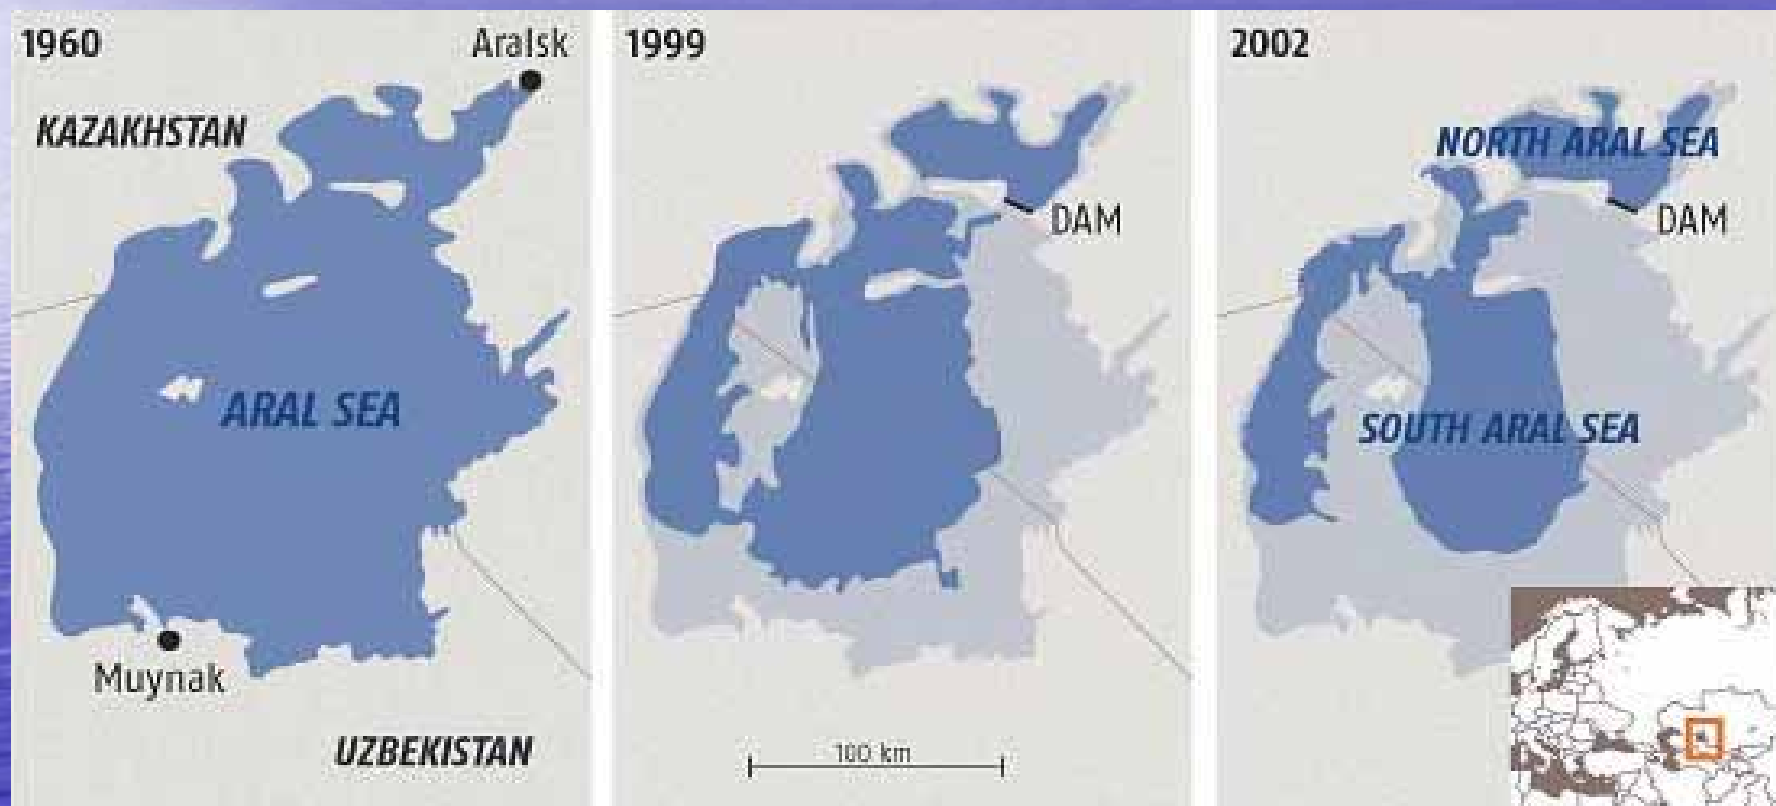 1960
Aralsk
KAZAKHSTAN
ARAL SEA
Muynak
UZBEKISTAN
1999
DAM
100 km
2002
NORTH ARAL SEA
DAM
SOUTH ARAL SEA